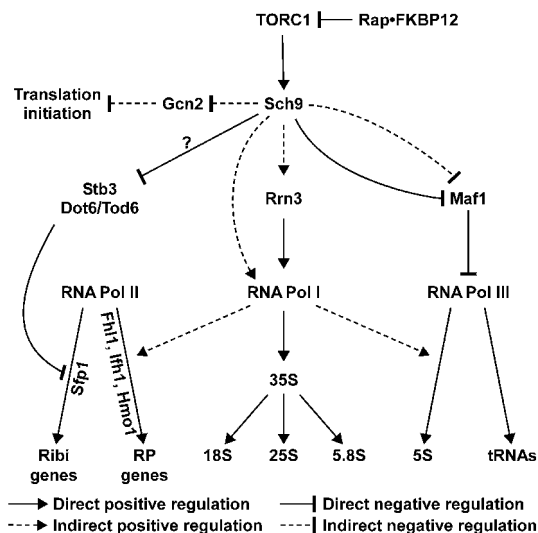 TORC1 Rap•FKBP12
Translation
initiation
Gcn2 Sch9
?
Stb3
Dot6/Tod6
Rrn3
Maf1
RNA Pol II RNA Pol I RNA Pol III
Sfp1
Fhl1, Ifh1, Hmo1
35S
Ribi
genes
RP
genes
18S 25S 5.8S 5S tRNAs
Direct positive regulation Direct negative regulation
Indirect positive regulation Indirect negative regulation